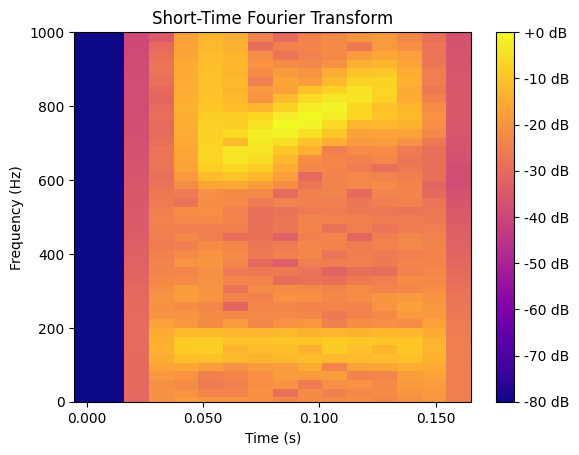 Short-Time Fourier Transform
Frequency (Hz)
1000
800
600
400
200
0
0.000
0.050
0.100
0.150
Time (s)
+0 dB
-10 dB
-20 dB
-30 dB
-40 dB
-50 dB
-60 dB
-70 dB
-80 dB